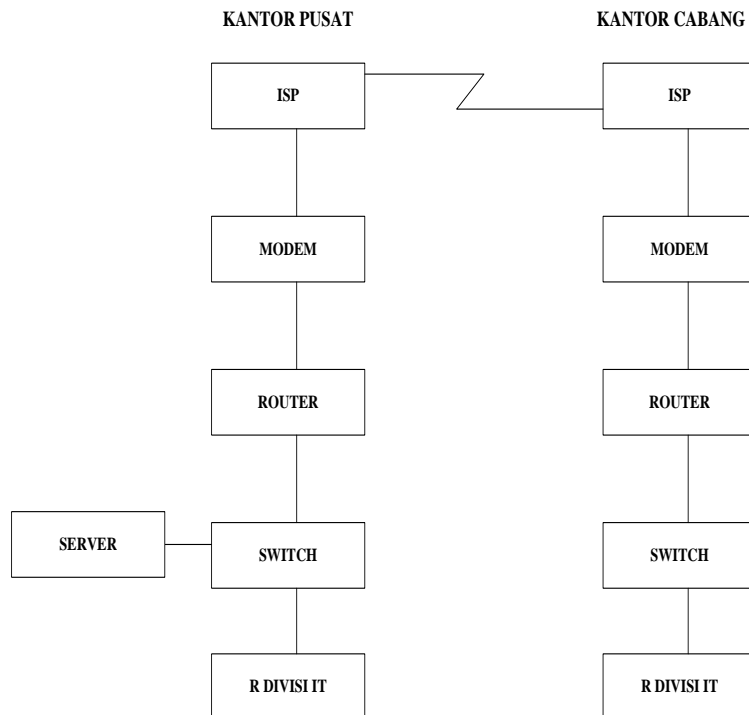 KANTOR PUSAT
KANTOR CABANG
ISP
ISP
MODEM
MODEM
ROUTER
ROUTER
SERVER
SWITCH
SWITCH
R DIVISI IT
R DIVISI IT